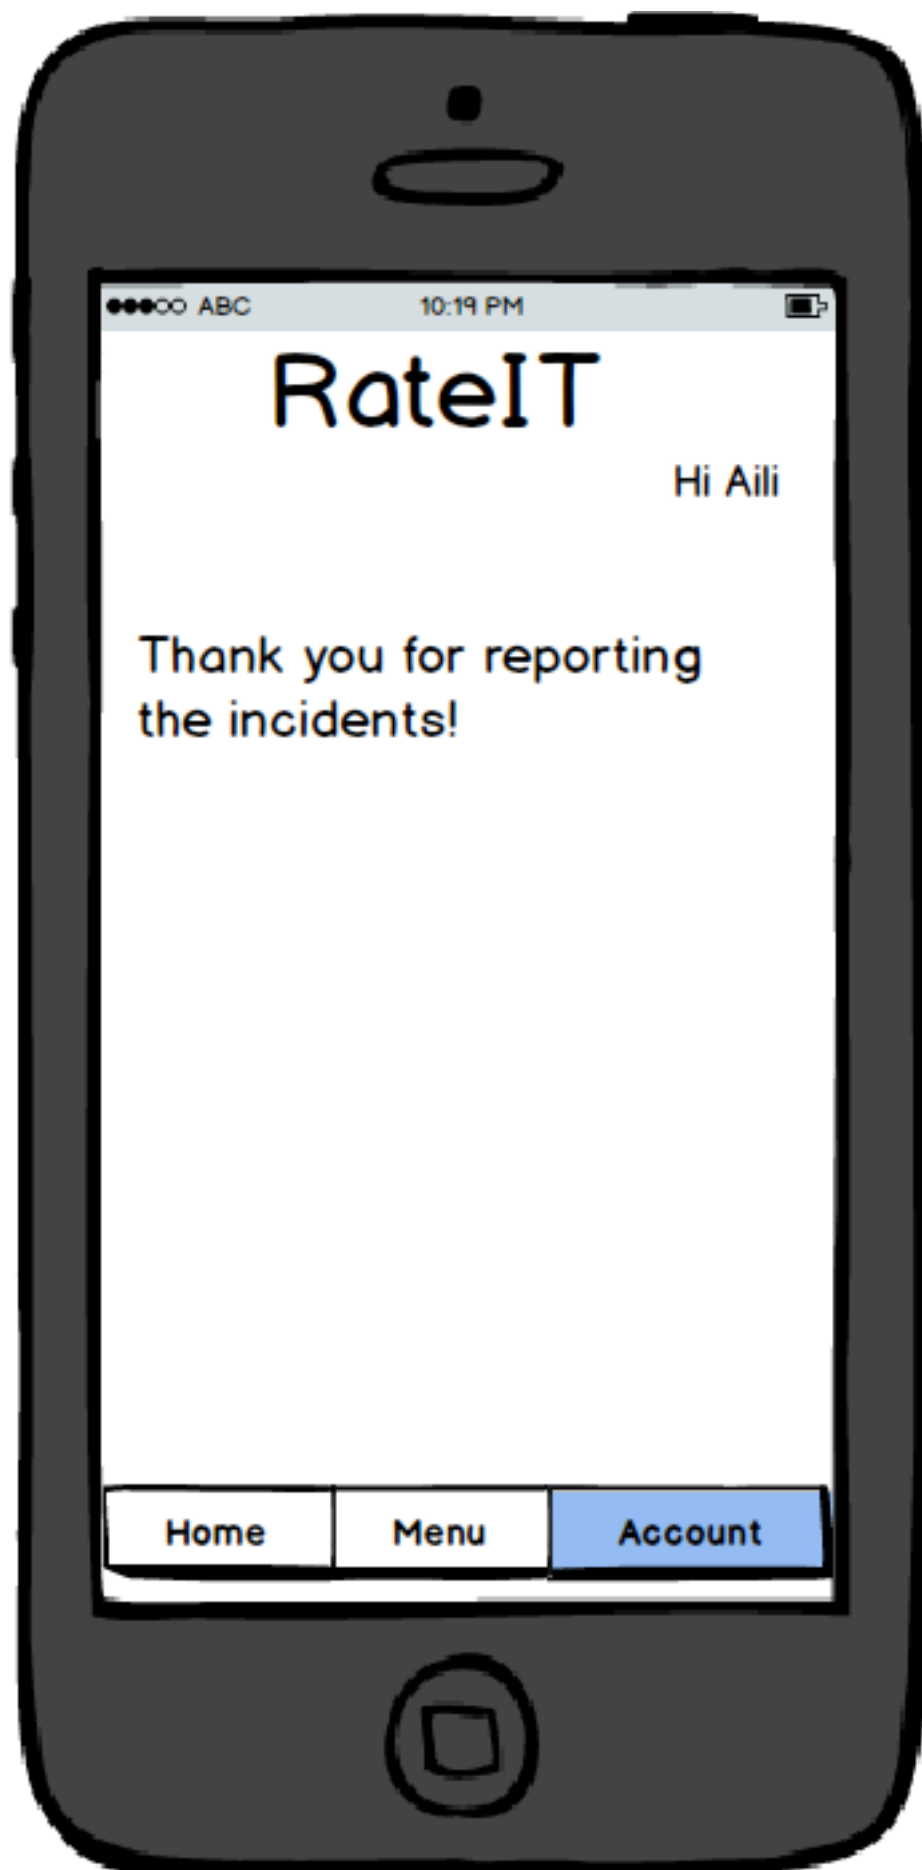 ABC 10:19 PM
RateIT
Hi Aili
Thank you for reporting
the incidents!
Home Menu Account